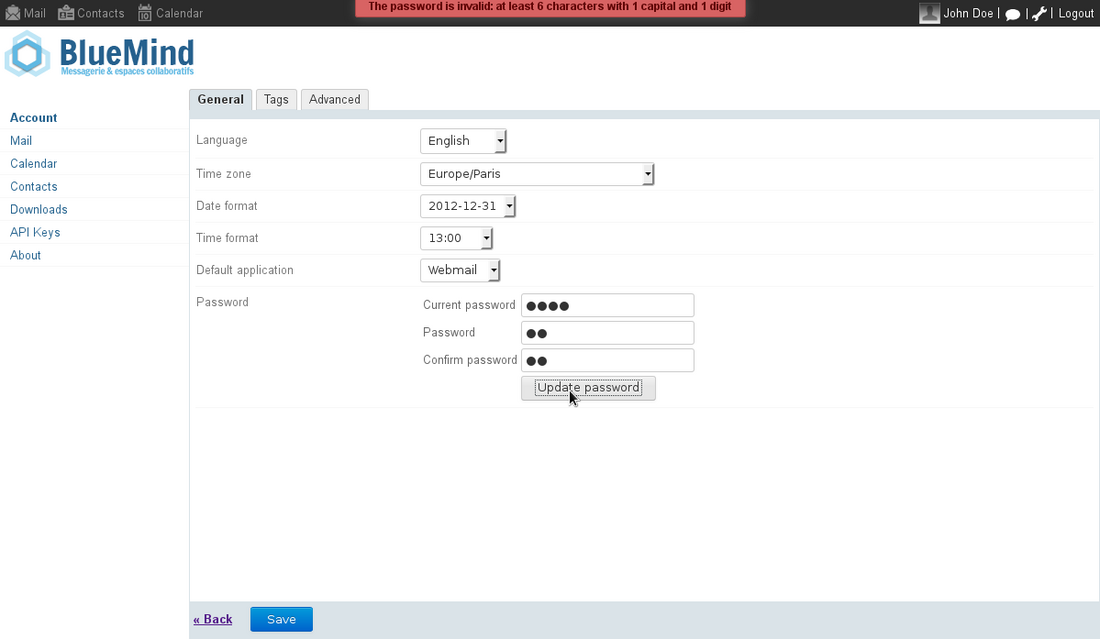 Mail Contacts Calendar
The password is invalid: at least 6 characters with 1 capital and 1 digit
John Doe | | | Logout
BlueMind
Messagerie & espaces collaboratifs
General Tags Advanced
Account
Mail
Calendar
Contacts
Downloads
API Keys
About
Language English
Time zone Europe/Paris
Date format 2012-12-31
Time format 13:00
Default application Webmail
Password
Current password
Password
Confirm password
Update password
« Back Save